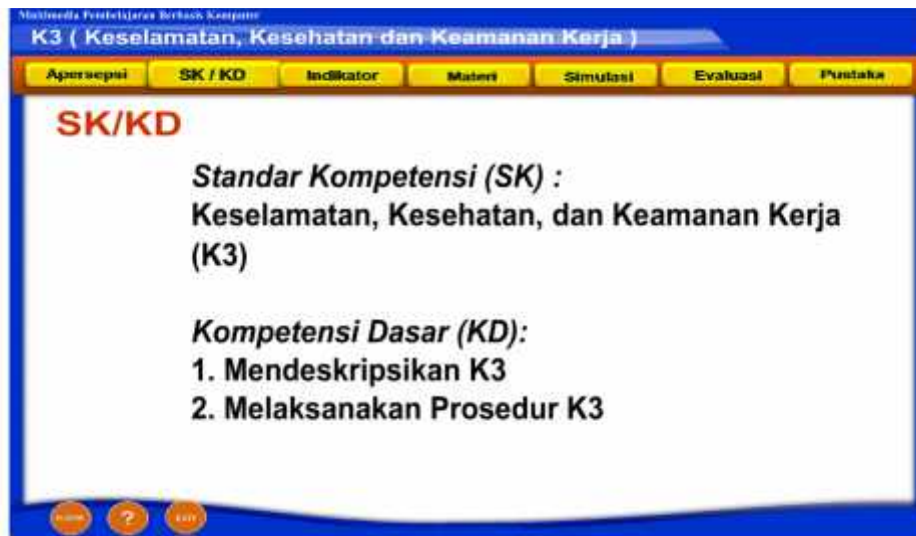 Multimedia Pembelajaran Berbasis Komputer
K3 ( Keselamatan, Kesehatan dan Keamanan Kerja )
Apersepsi SK / KD Indikator Materi Simulasi Evaluasi Pustaka
SK/KD
Standar Kompetensi (SK) :
Keselamatan, Kesehatan, dan Keamanan Kerja
(K3)
Kompetensi Dasar (KD):
1. Mendeskripsikan K3
2. Melaksanakan Prosedur K3
? EXIT